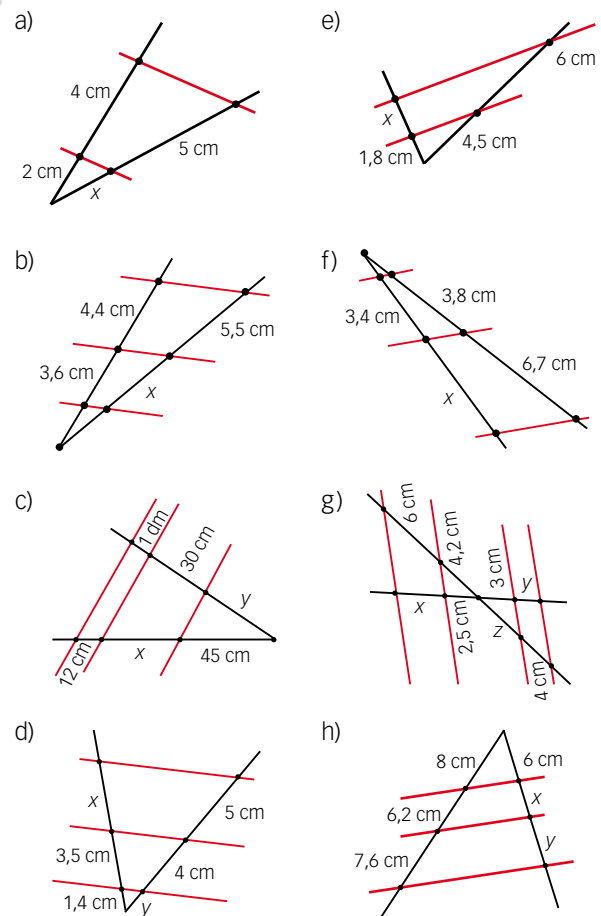 a)
4 cm
2 cm
x
5 cm
b)
4,4 cm
5,5 cm
3,6 cm
x
c)
1 dm
30 cm
y
12 cm
x
45 cm
d)
x
5 cm
3,5 cm
4 cm
1,4 cm
y
e)
6 cm
x
1,8 cm
4,5 cm
f)
3,8 cm
3,4 cm
6,7 cm
x
g)
6 cm
4,2 cm
3 cm
y
x
2,5 cm
z
4 cm
h)
8 cm
6 cm
6,2 cm
x
7,6 cm
y